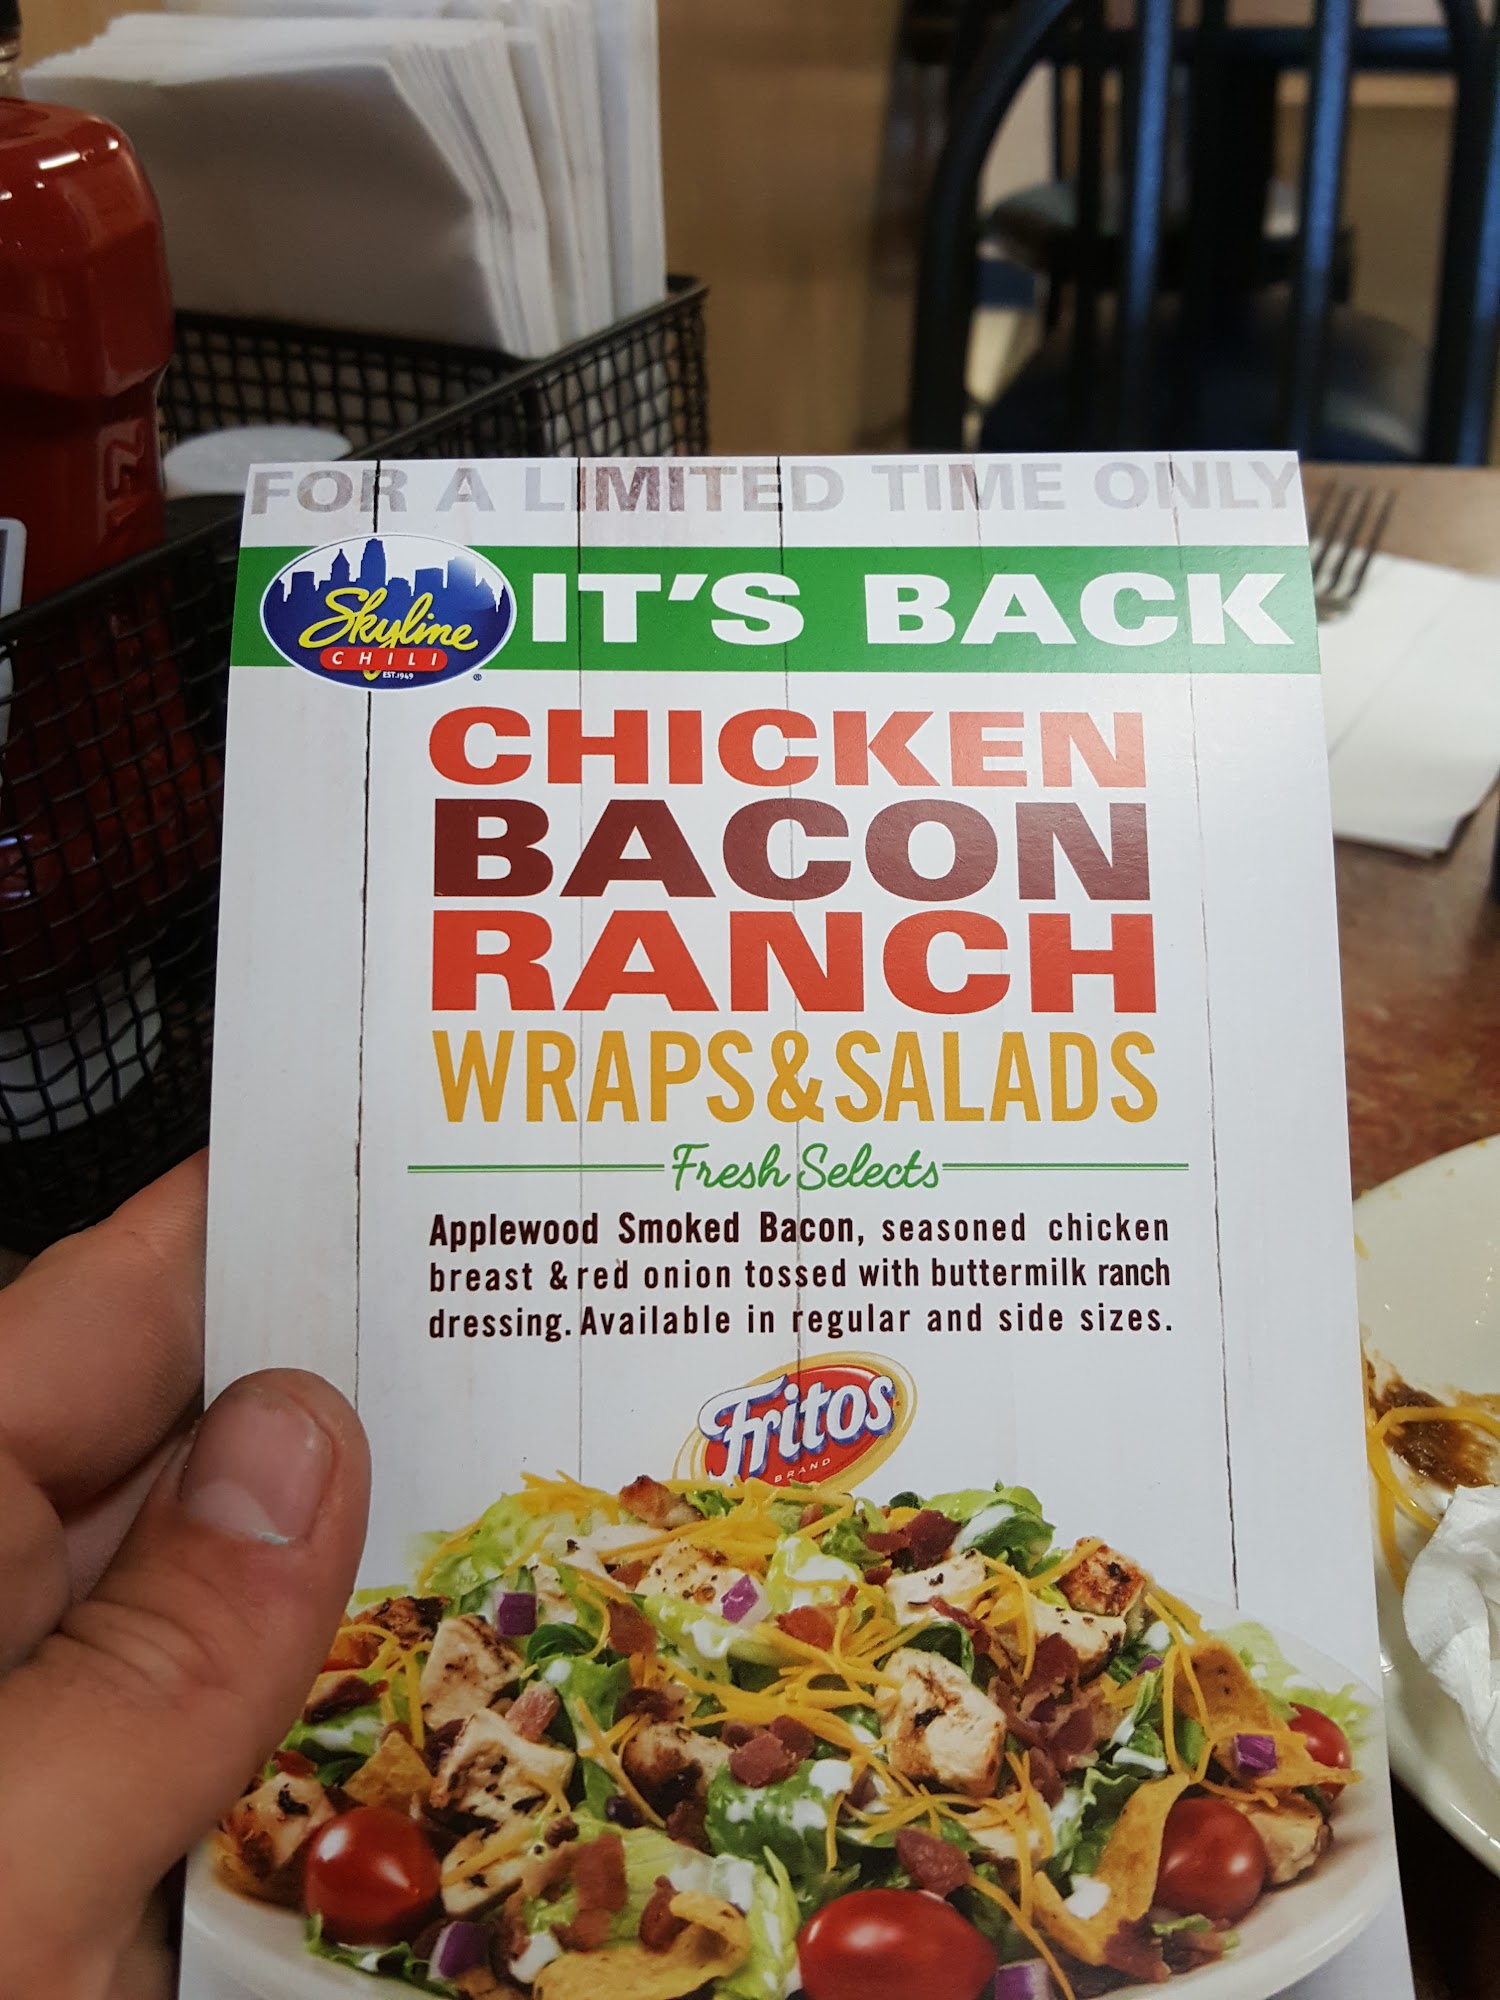 FOR A LIMITED TIME ONLY
Skyline
CHILI
EST.1949
®
IT'S BACK
CHICKEN
BACON
RANCH
WRAPS&SALADS
Fresh Selects
Applewood Smoked Bacon, seasoned chicken
breast & red onion tossed with buttermilk ranch
dressing. Available in regular and side sizes.
Fritos
BRAND